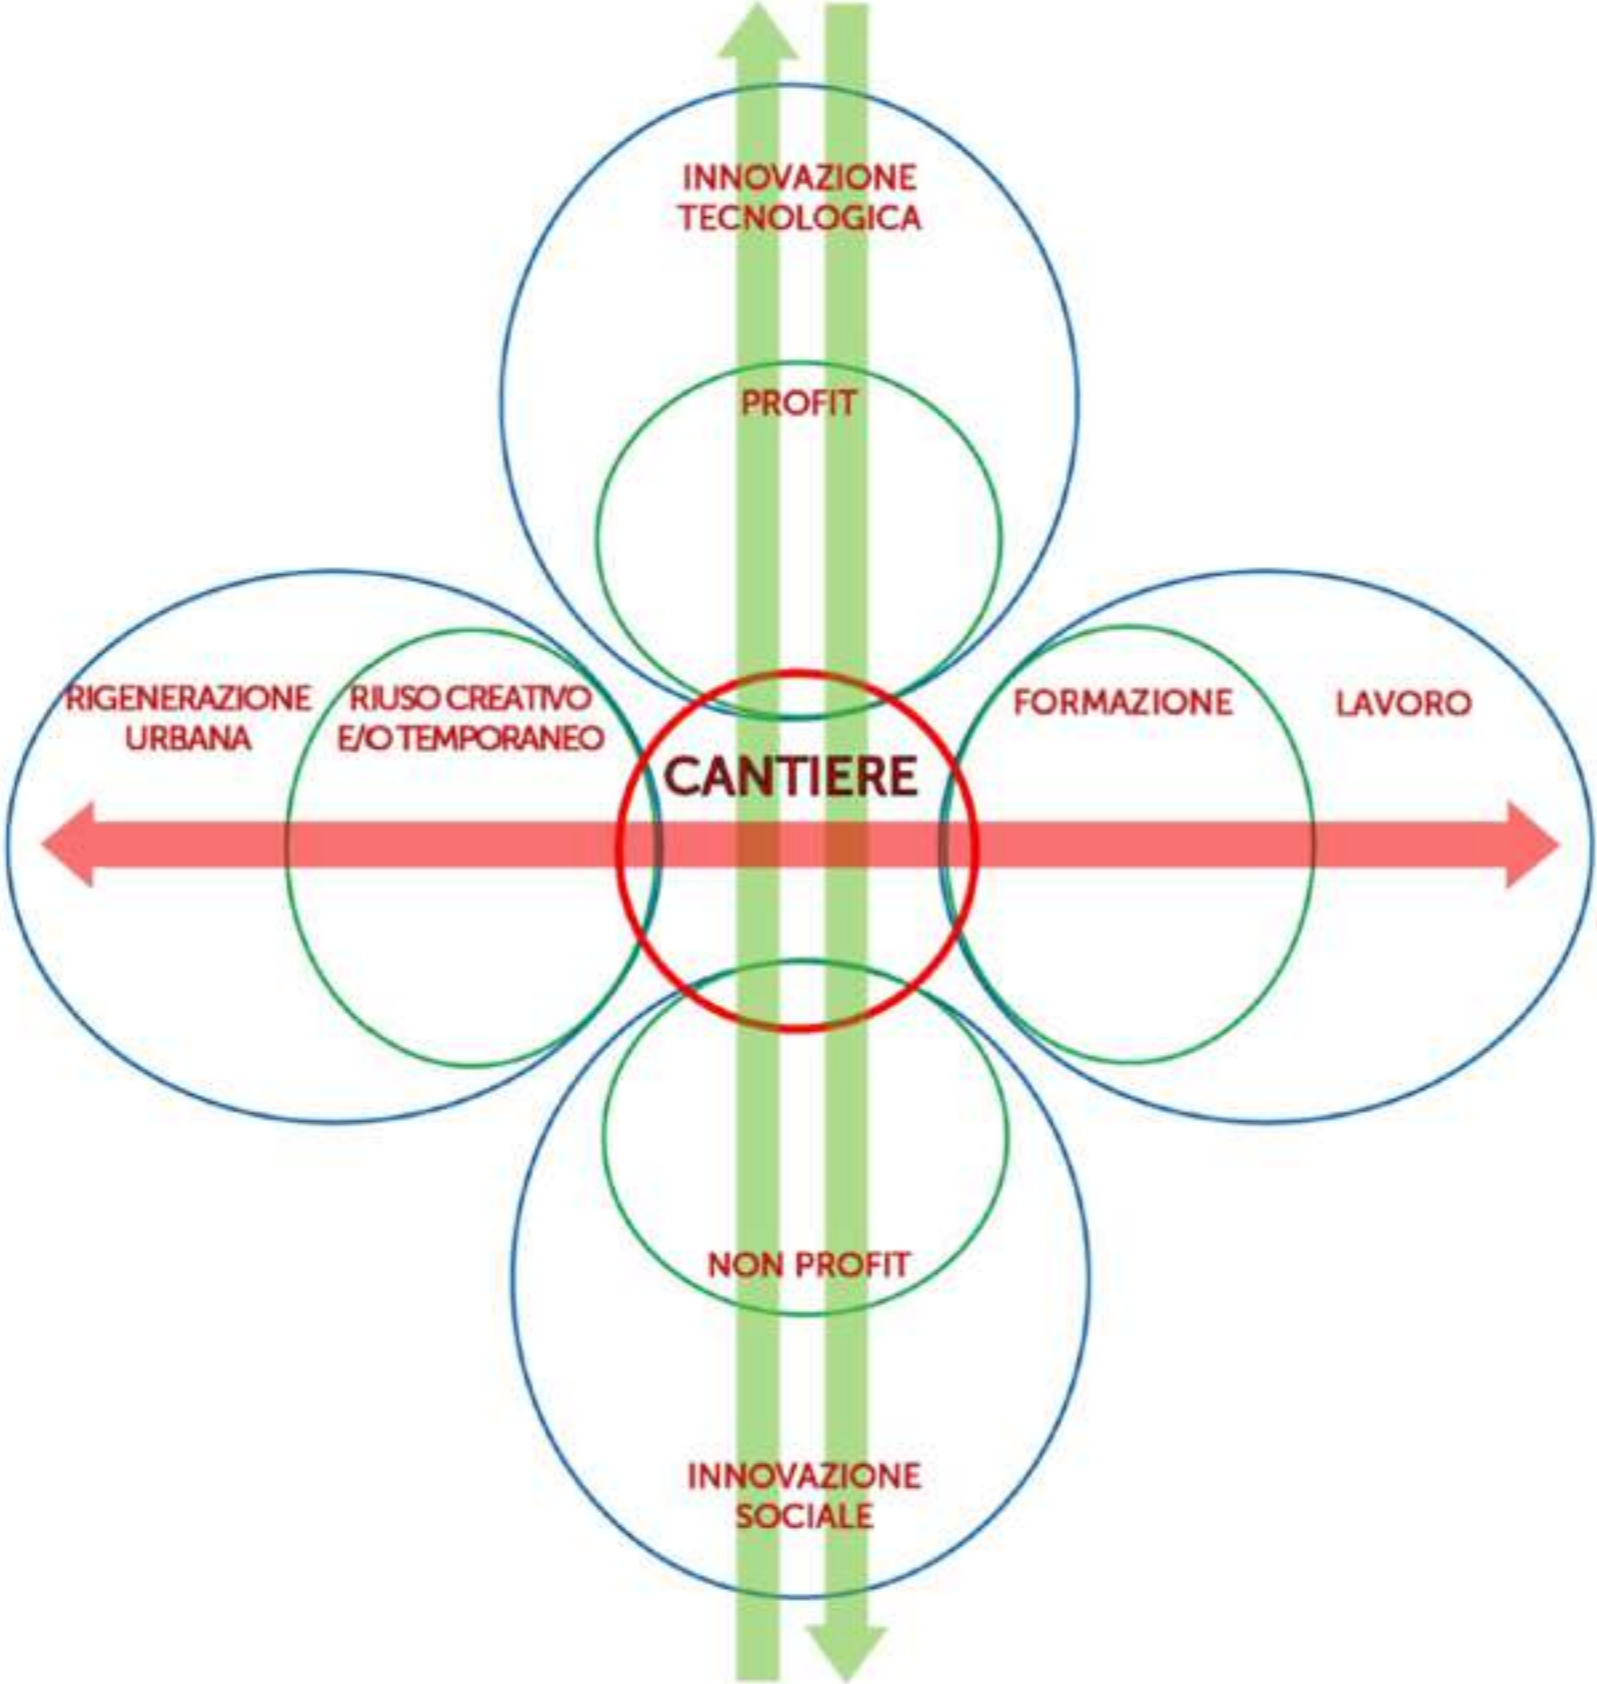 INNOVAZIONE
TECNOLOGICA
PROFIT
RIGENERAZIONE
URBANA
RIUSO CREATIVO
E/O TEMPORANEO
CANTIERE
FORMAZIONE
LAVORO
NON PROFIT
INNOVAZIONE
SOCIALE